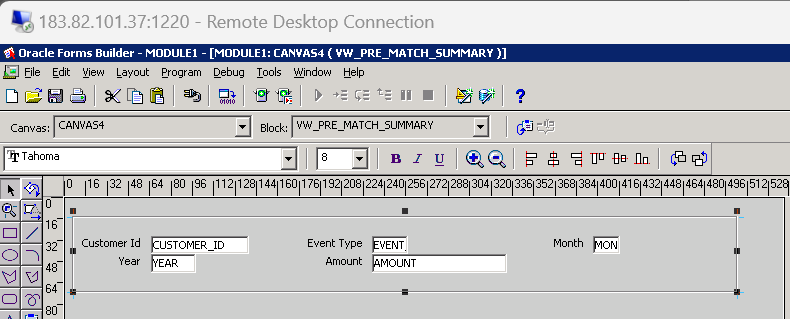 183.82.101.37:1220 - Remote Desktop Connection
Oracle Forms Builder - MODULE1 - [MODULE1: CANVAS4 ( VW_PRE_MATCH_SUMMARY )]
File Edit View Layout Program Debug Tools Window Help
Canvas: CANVAS4 Block: VW_PRE_MATCH_SUMMARY
Tahoma 8 B I U
0 16 32 48 64 80 96 112 128 144 160 176 192 208 224 240 256 272 288 304 320 336 352 368 384 400 416 432 448 464 480 496 512 528
0
16
Customer Id CUSTOMER_ID Event Type EVENT Month MON
32
Year YEAR Amount AMOUNT
48
64
80